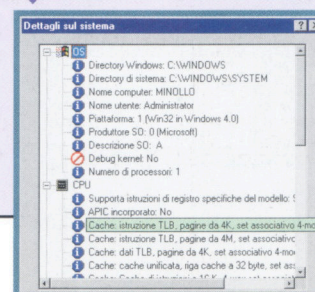 Dettagli sul sistema
OS
Directory Windows: C:\WINDOWS
Directory di sistema: C:\WINDOWS\SYSTEM
Nome computer: MINOLLO
Nome utente: Administrator
Piattaforma: 1 (Win32 in Windows 4.0)
Produttore SO: 0 (Microsoft)
Descrizione SO: A
Debug kernel: No
Numero di processori: 1
CPU
Supporta istruzioni di registro specifiche del modello:
APIC incorporato: No
Cache: istruzione TLB, pagine da 4K, set associativo 4-mo
Cache: istruzione TLB, pagine da 4M, set associativo
Cache: dati TLB, pagine da 4K, set associativo 4-mo
Cache: cache unificata, riga cache a 32 byte, set as